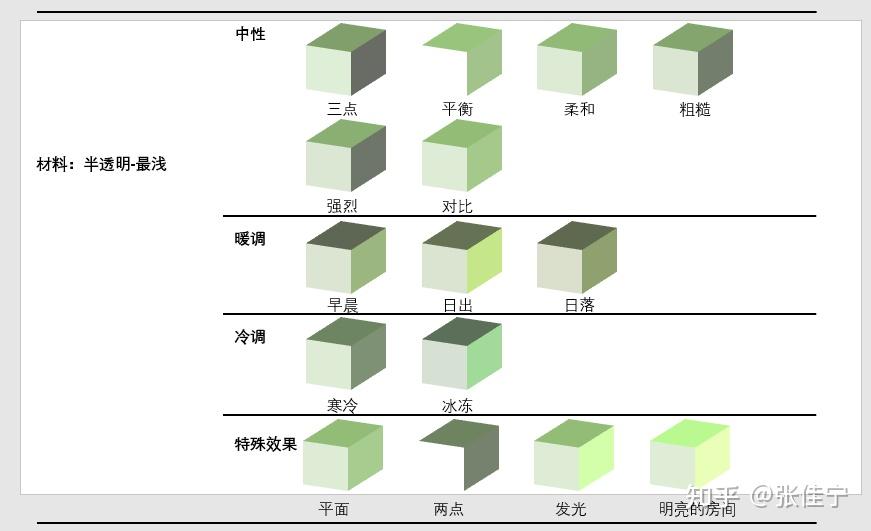 中性
三点 平衡 柔和 粗糙
材料：半透明-最浅
强烈 对比
暖调
早晨 日出 日落
冷调
寒冷 冰冻
特殊效果
平面 两点 发光 明亮的房间
知乎 @张佳宁